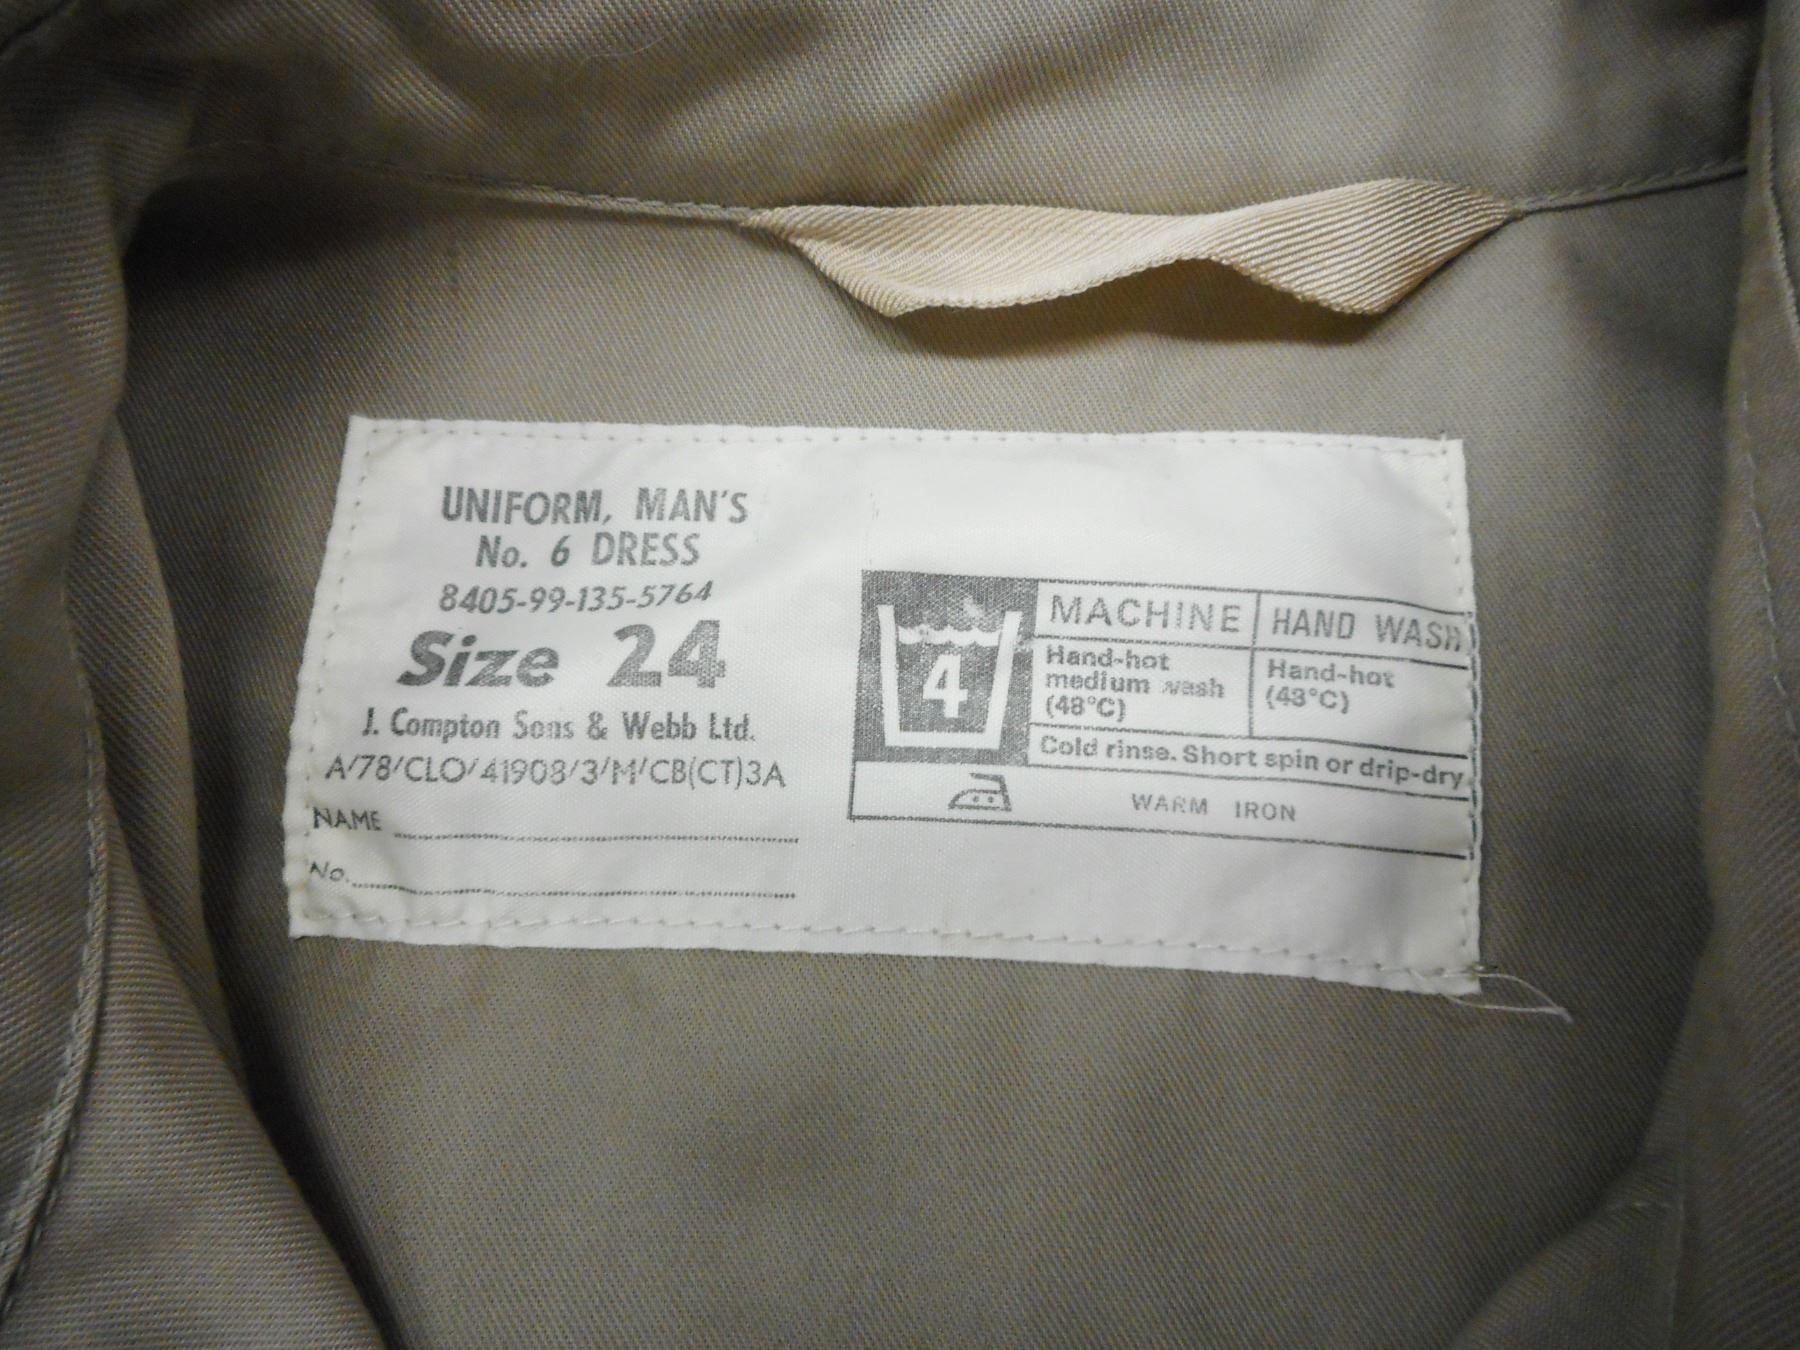 UNIFORM, MAN'S
No. 6 DRESS
8405-99-135-5764
Size 24
J. Compton Sons & Webb Ltd.
A/78/CLO/41908/3/M/CB(CT)3A
NAME
No.
4
MACHINE
Hand-hot
medium wash
(48°C)
HAND WASH
Hand-hot
(43°C)
Cold rinse. Short spin or drip-dry
WARM IRON